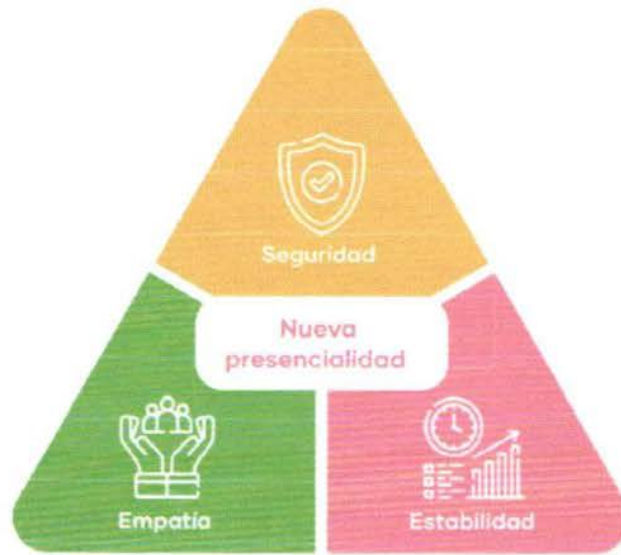 Seguridad
Nueva
presencialidad
Empatía
Estabilidad